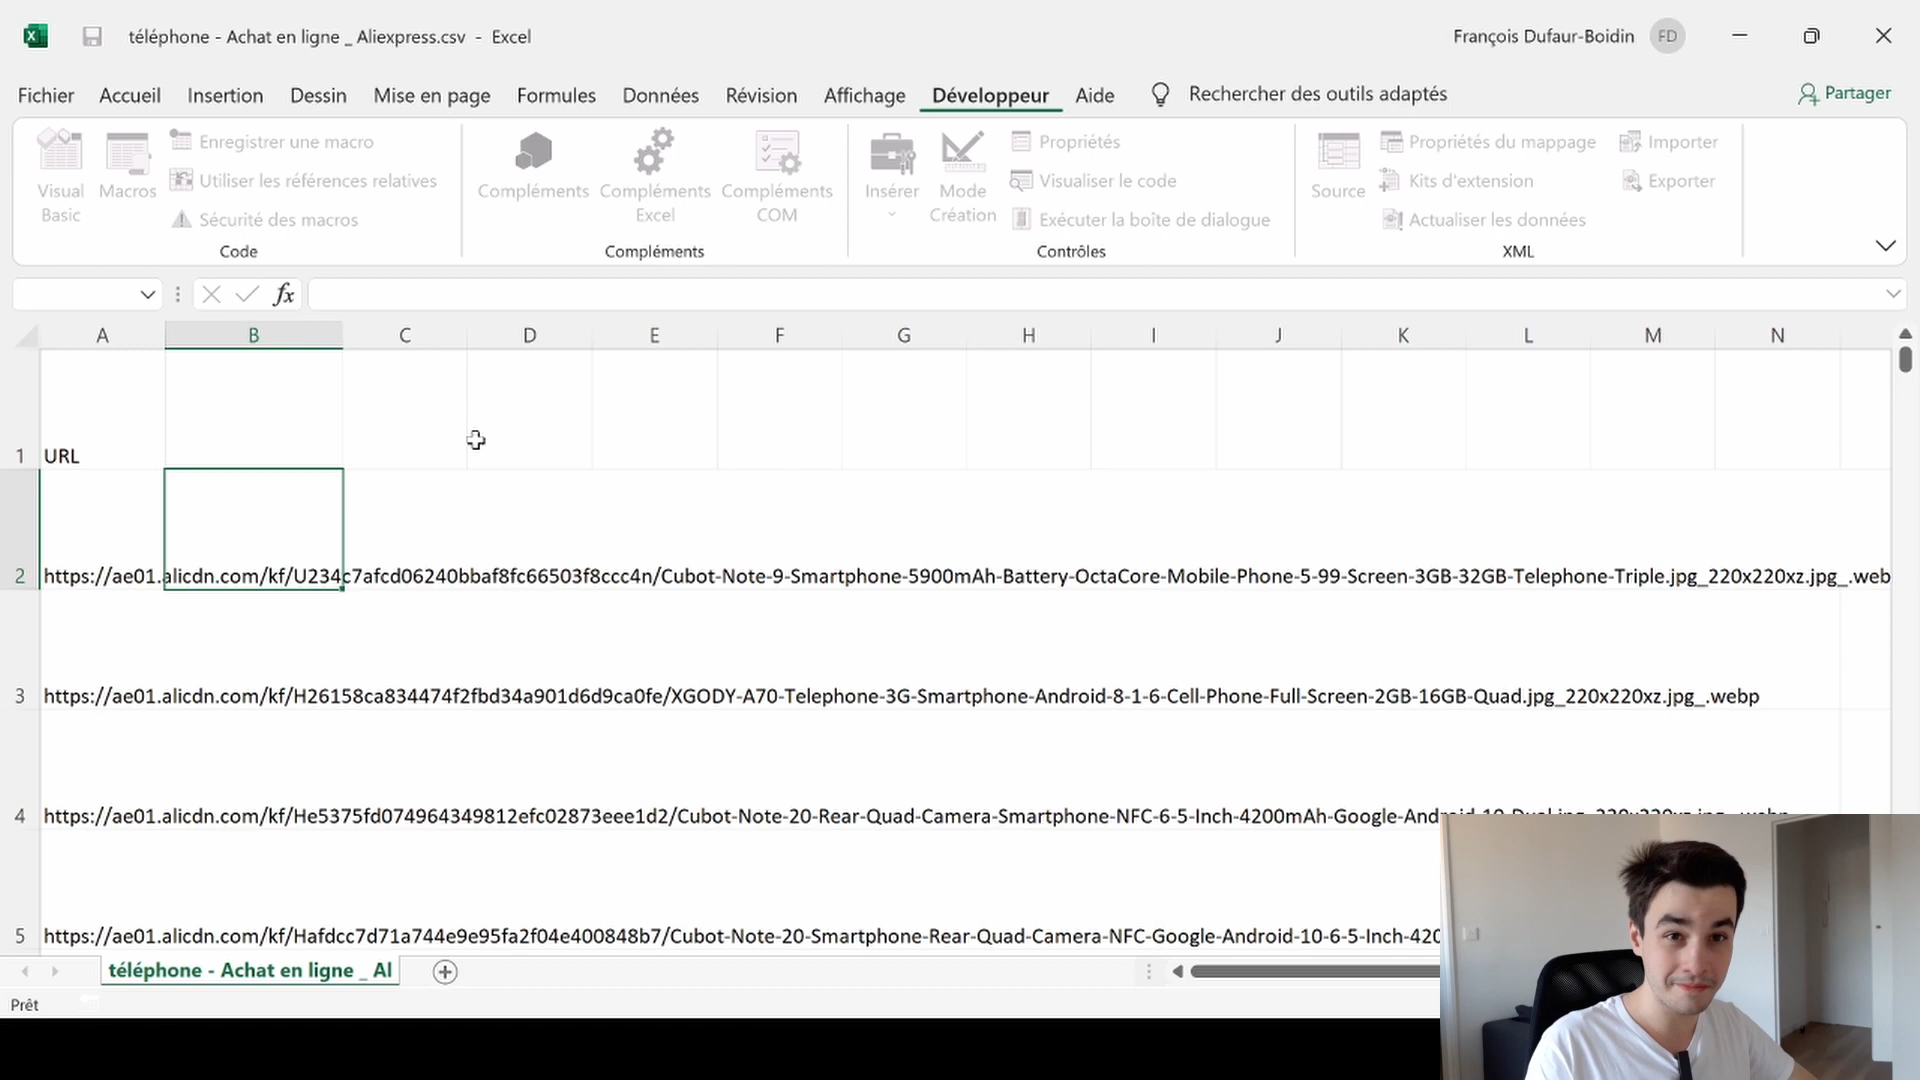 téléphone - Achat en ligne _ Aliexpress.csv - Excel
François Dufaur-Boidin FD
Fichier Accueil Insertion Dessin Mise en page Formules Données Révision Affichage Développeur Aide Rechercher des outils adaptés Partager
Visual Basic
Macros
Enregistrer une macro
Utiliser les références relatives
Sécurité des macros
Code
Compléments
Compléments Excel
Compléments COM
Compléments
Insérer
Mode Création
Propriétés
Visualiser le code
Exécuter la boîte de dialogue
Contrôles
Source
Propriétés du mappage
Kits d'extension
Actualiser les données
Importer
Exporter
XML
fx
A B C D E F G H I J K L M N
1 URL
2 https://ae01.alicdn.com/kf/U234c7afcd06240bbaf8fc66503f8ccc4n/Cubot-Note-9-Smartphone-5900mAh-Battery-OctaCore-Mobile-Phone-5-99-Screen-3GB-32GB-Telephone-Triple.jpg_220x220xz.jpg_.web
3 https://ae01.alicdn.com/kf/H26158ca834474f2fbd34a901d6d9ca0fe/XGODY-A70-Telephone-3G-Smartphone-Android-8-1-6-Cell-Phone-Full-Screen-2GB-16GB-Quad.jpg_220x220xz.jpg_.webp
4 https://ae01.alicdn.com/kf/He5375fd074964349812efc02873eee1d2/Cubot-Note-20-Rear-Quad-Camera-Smartphone-NFC-6-5-Inch-4200mAh-Google-Android-10-Dual.jpg_220x220xz.jpg_.webp
5 https://ae01.alicdn.com/kf/Hafdcc7d71a744e9e95fa2f04e400848b7/Cubot-Note-20-Smartphone-Rear-Quad-Camera-NFC-Google-Android-10-6-5-Inch-420
téléphone - Achat en ligne _ Al
Prêt